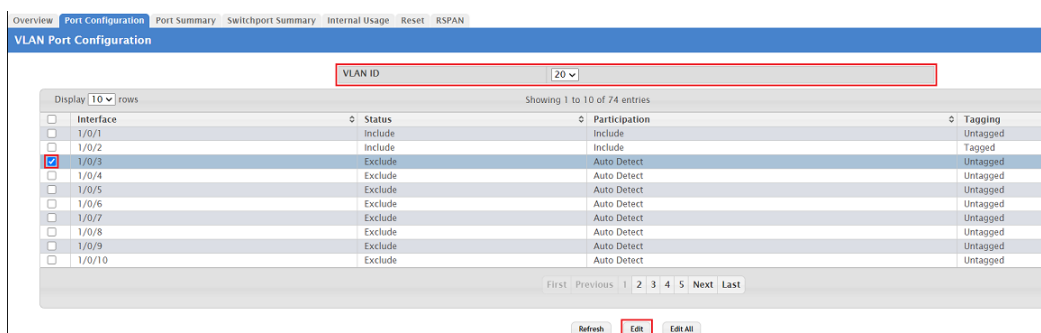 Overview Port Configuration Port Summary Switchport Summary Internal Usage Reset RSPAN
VLAN Port Configuration
VLAN ID 20
Display 10 rows Showing 1 to 10 of 74 entries
Interface Status Participation Tagging
1/0/1 Include Include Untagged
1/0/2 Include Include Tagged
1/0/3 Exclude Auto Detect Untagged
1/0/4 Exclude Auto Detect Untagged
1/0/5 Exclude Auto Detect Untagged
1/0/6 Exclude Auto Detect Untagged
1/0/7 Exclude Auto Detect Untagged
1/0/8 Exclude Auto Detect Untagged
1/0/9 Exclude Auto Detect Untagged
1/0/10 Exclude Auto Detect Untagged
First Previous 1 2 3 4 5 Next Last
Refresh Edit Edit All